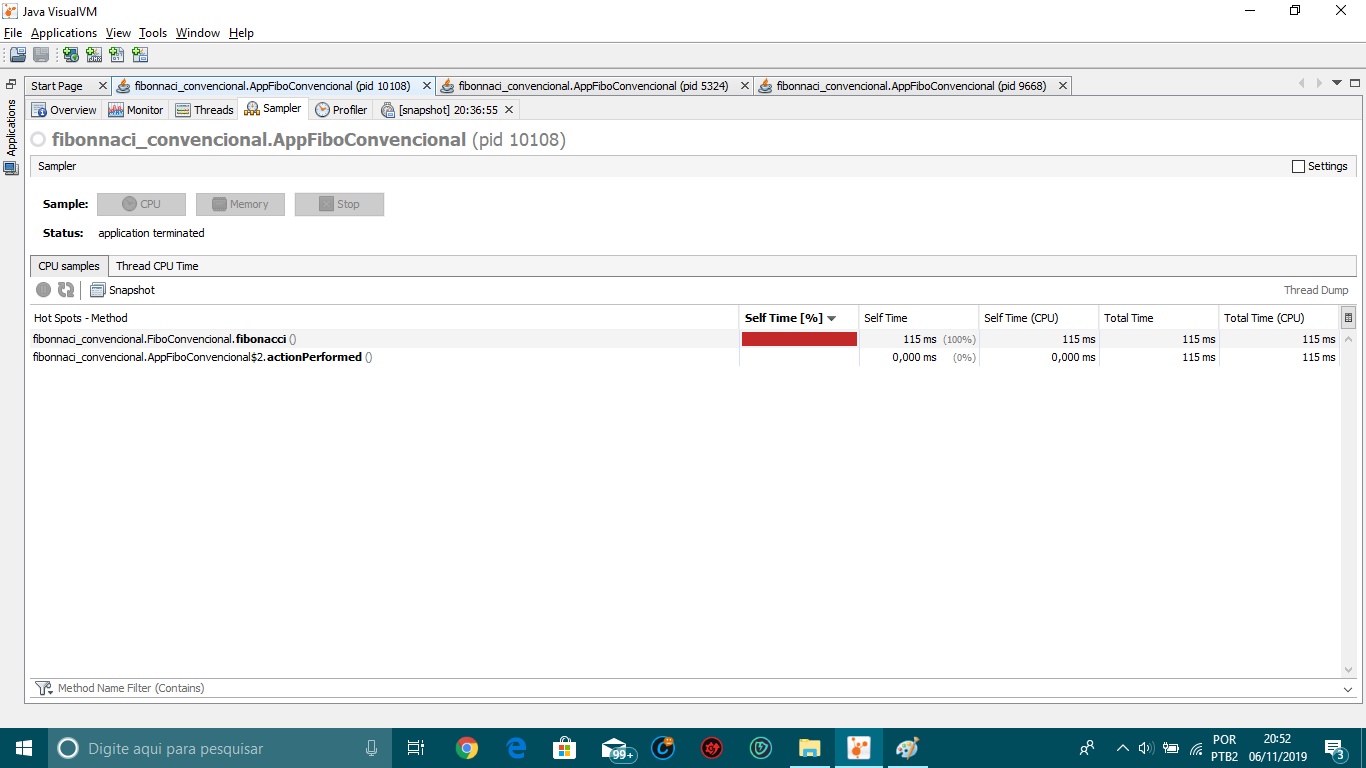 Java VisualVM
File Applications View Tools Window Help
Applications
Start Page fibonnaci_convencional.AppFiboConvencional (pid 10108) fibonnaci_convencional.AppFiboConvencional (pid 5324) fibonnaci_convencional.AppFiboConvencional (pid 9668)
Overview Monitor Threads Sampler Profiler [snapshot] 20:36:55
fibonnaci_convencional.AppFiboConvencional (pid 10108)
Sampler Settings
Sample: CPU Memory Stop
Status: application terminated
CPU samples Thread CPU Time
Snapshot Thread Dump
Hot Spots - Method Self Time [%] Self Time Self Time (CPU) Total Time Total Time (CPU)
fibonnaci_convencional.FiboConvencional.fibonacci () 115 ms (100%) 115 ms 115 ms 115 ms
fibonnaci_convencional.AppFiboConvencional$2.actionPerformed () 0,000 ms (0%) 0,000 ms 115 ms 115 ms
Method Name Filter (Contains)
Digite aqui para pesquisar 99+ POR 20:52
PTB2 06/11/2019 3